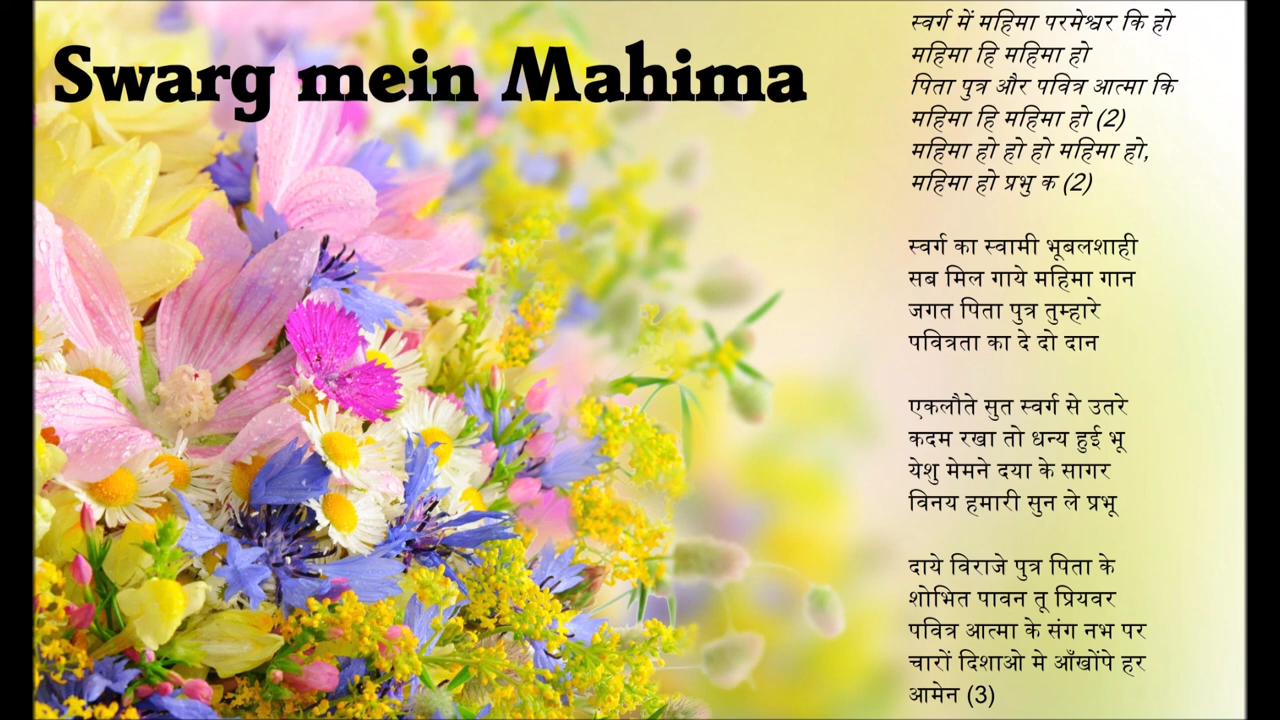 Swarg mein Mahima
स्वर्ग में महिमा परमेश्वर कि हो
महिमा हि महिमा हो
पिता पुत्र और पवित्र आत्मा कि
महिमा हि महिमा हो (2)
महिमा हो हो हो महिमा हो,
महिमा हो प्रभु क (2)
स्वर्ग का स्वामी भूबलशाही
सब मिल गाये महिमा गान
जगत पिता पुत्र तुम्हारे
पवित्रता का दे दो दान
एकलौते सुत स्वर्ग से उतरे
कदम रखा तो धन्य हुई भू
येशु मेमने दया के सागर
विनय हमारी सुन ले प्रभू
दाये विराजे पुत्र पिता के
शोभित पावन तू प्रियवर
पवित्र आत्मा के संग नभ पर
चारों दिशाओ मे आँखोंपे हर
आमेन (3)